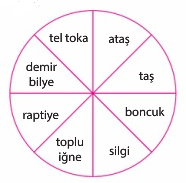 tel toka
ataş
taş
boncuk
silgi
toplu
iğne
raptiye
demir
bilye